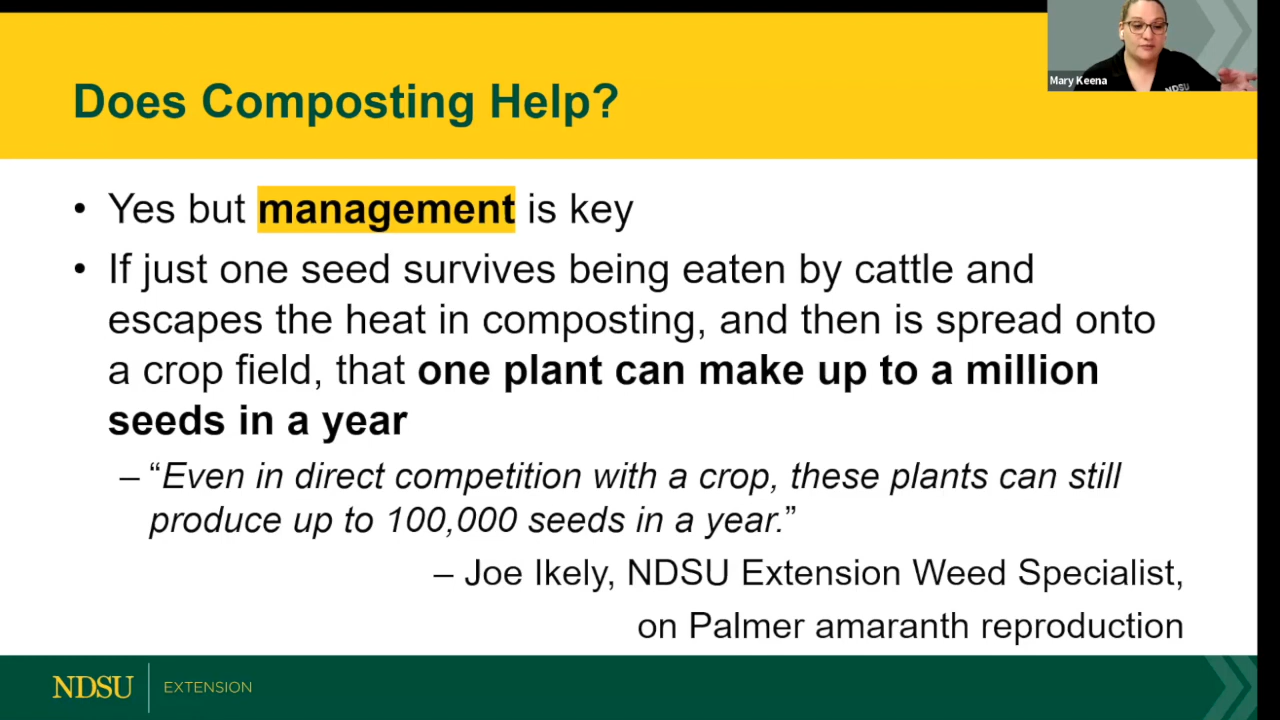 Mary Keena
NDSU
Does Composting Help?
• Yes but management is key
• If just one seed survives being eaten by cattle and
escapes the heat in composting, and then is spread onto
a crop field, that one plant can make up to a million
seeds in a year
– “Even in direct competition with a crop, these plants can still
produce up to 100,000 seeds in a year.”
– Joe Ikely, NDSU Extension Weed Specialist,
on Palmer amaranth reproduction
NDSU EXTENSION